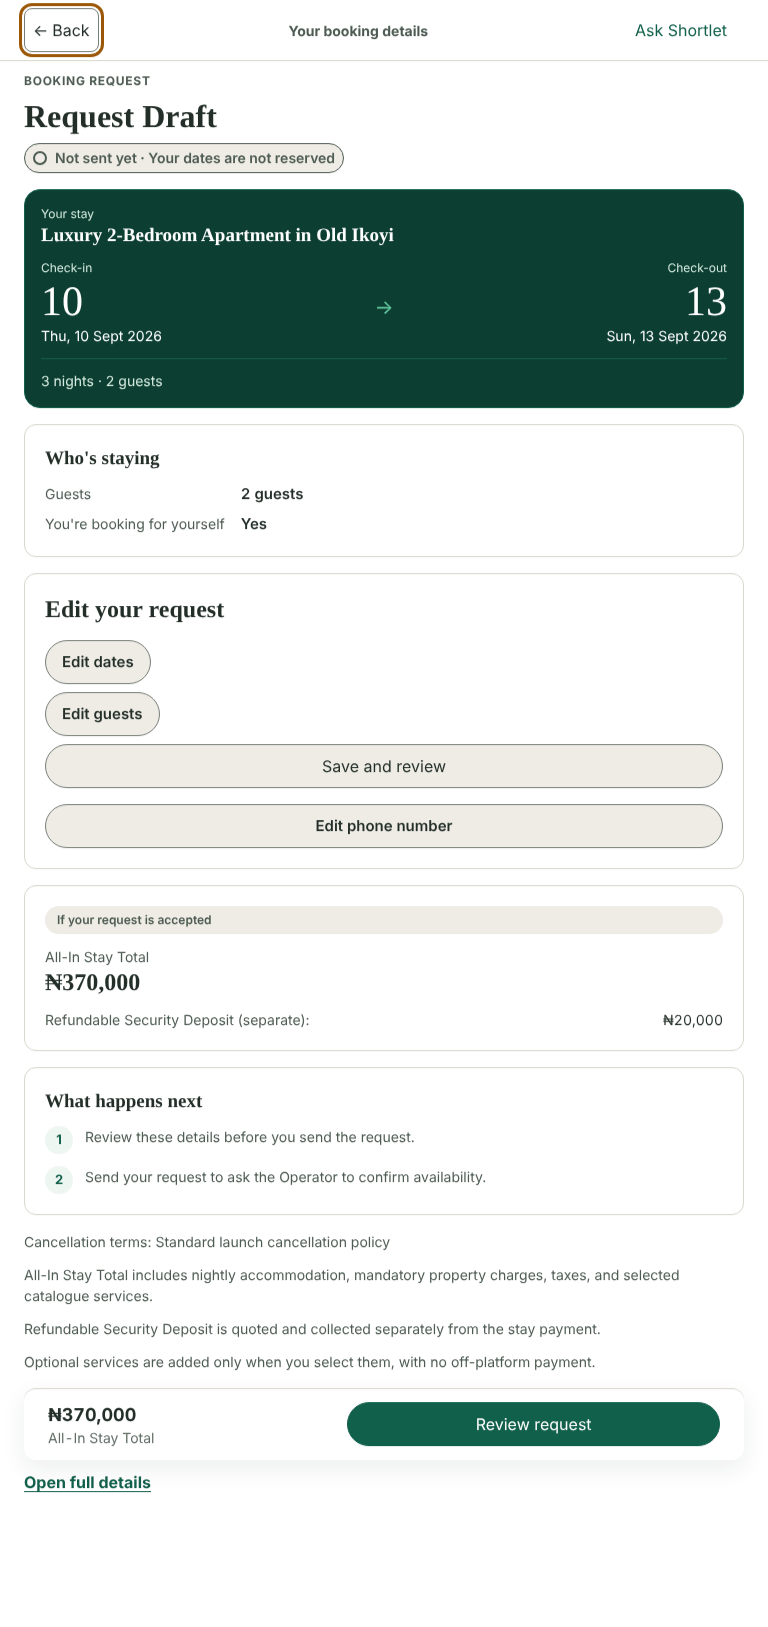 ← Back
Your booking details
Ask Shortlet
BOOKING REQUEST
Request Draft
Not sent yet · Your dates are not reserved
Your stay
Luxury 2-Bedroom Apartment in Old Ikoyi
Check-in
Check-out
10
→
13
Thu, 10 Sept 2026
Sun, 13 Sept 2026
3 nights · 2 guests
Who's staying
Guests
2 guests
You're booking for yourself
Yes
Edit your request
Edit dates
Edit guests
Save and review
Edit phone number
If your request is accepted
All-In Stay Total
₦370,000
Refundable Security Deposit (separate):
₦20,000
What happens next
1 Review these details before you send the request.
2 Send your request to ask the Operator to confirm availability.
Cancellation terms: Standard launch cancellation policy
All-In Stay Total includes nightly accommodation, mandatory property charges, taxes, and selected
catalogue services.
Refundable Security Deposit is quoted and collected separately from the stay payment.
Optional services are added only when you select them, with no off-platform payment.
₦370,000
All-In Stay Total
Review request
Open full details